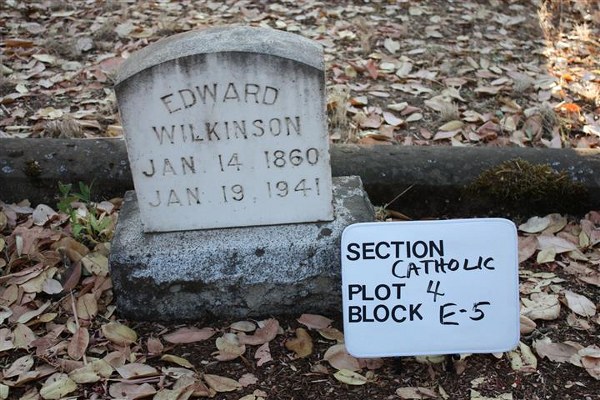 EDWARD
WILKINSON
JAN. 14, 1860
JAN. 19, 1941
SECTION
CATHOLIC
PLOT 4
BLOCK E-5